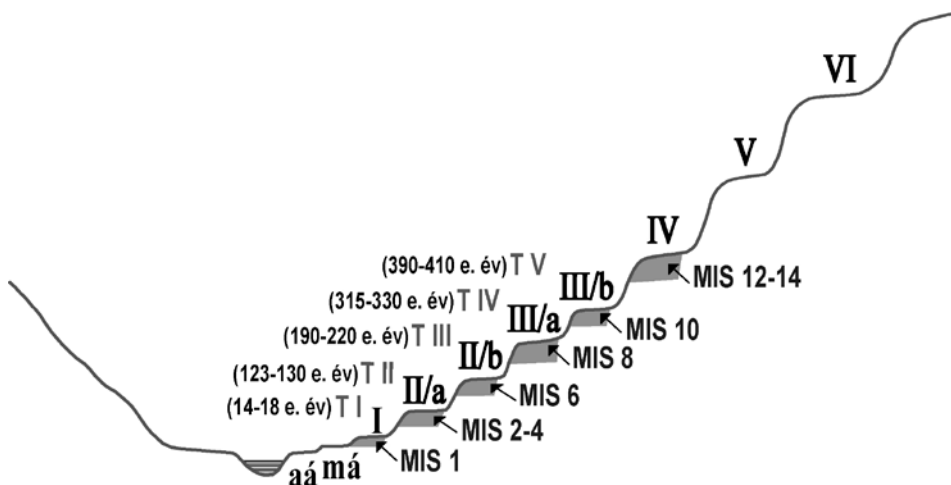 VI
V
IV
(390-410 e. év) T V
MIS 12-14
III/b
(315-330 e. év) T IV
III/a
MIS 10
(190-220 e. év) T III
II/b
MIS 8
(123-130 e. év) T II
II/a
MIS 6
(14-18 e. év) T I
I
MIS 2-4
MIS 1
aá
má